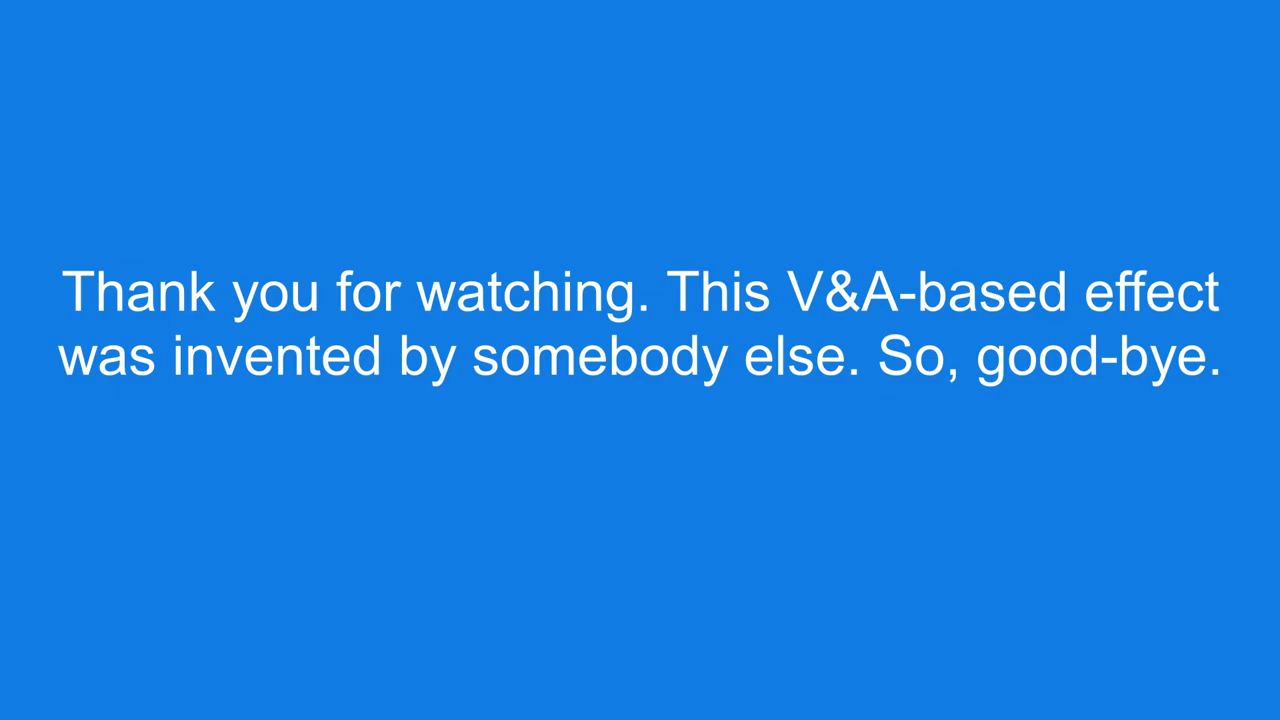 Thank you for watching. This V&A-based effect
was invented by somebody else. So, good-bye.